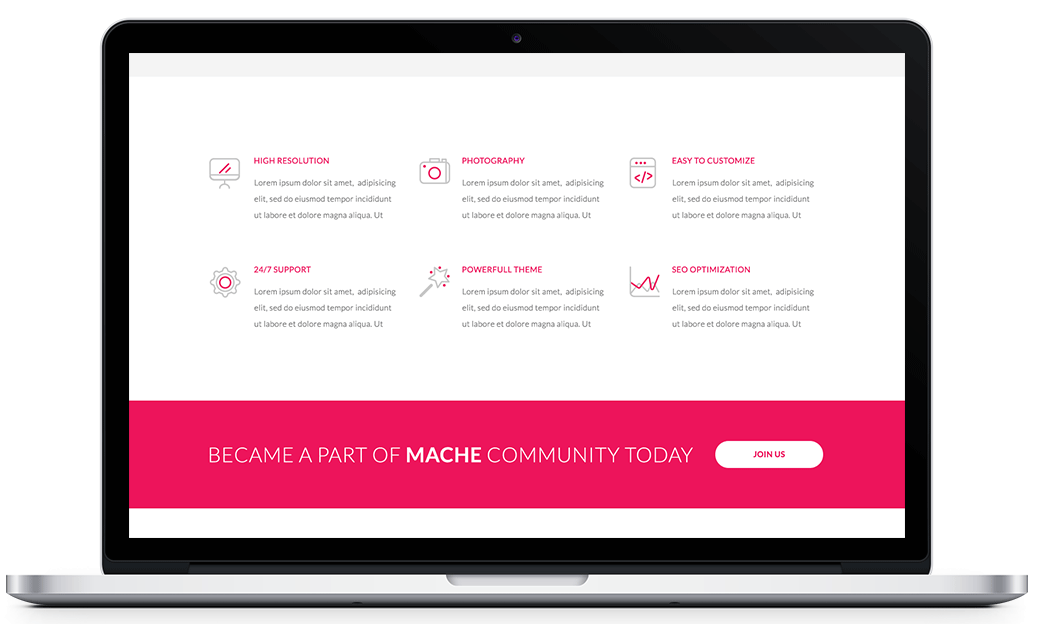 HIGH RESOLUTION
Lorem ipsum dolor sit amet, adipisicing
elit, sed do eiusmod tempor incididunt
ut labore et dolore magna aliqua. Ut
PHOTOGRAPHY
Lorem ipsum dolor sit amet, adipisicing
elit, sed do eiusmod tempor incididunt
ut labore et dolore magna aliqua. Ut
EASY TO CUSTOMIZE
Lorem ipsum dolor sit amet, adipisicing
elit, sed do eiusmod tempor incididunt
ut labore et dolore magna aliqua. Ut
24/7 SUPPORT
Lorem ipsum dolor sit amet, adipisicing
elit, sed do eiusmod tempor incididunt
ut labore et dolore magna aliqua. Ut
POWERFULL THEME
Lorem ipsum dolor sit amet, adipisicing
elit, sed do eiusmod tempor incididunt
ut labore et dolore magna aliqua. Ut
SEO OPTIMIZATION
Lorem ipsum dolor sit amet, adipisicing
elit, sed do eiusmod tempor incididunt
ut labore et dolore magna aliqua. Ut
BECAME A PART OF MACHE COMMUNITY TODAY
JOIN US